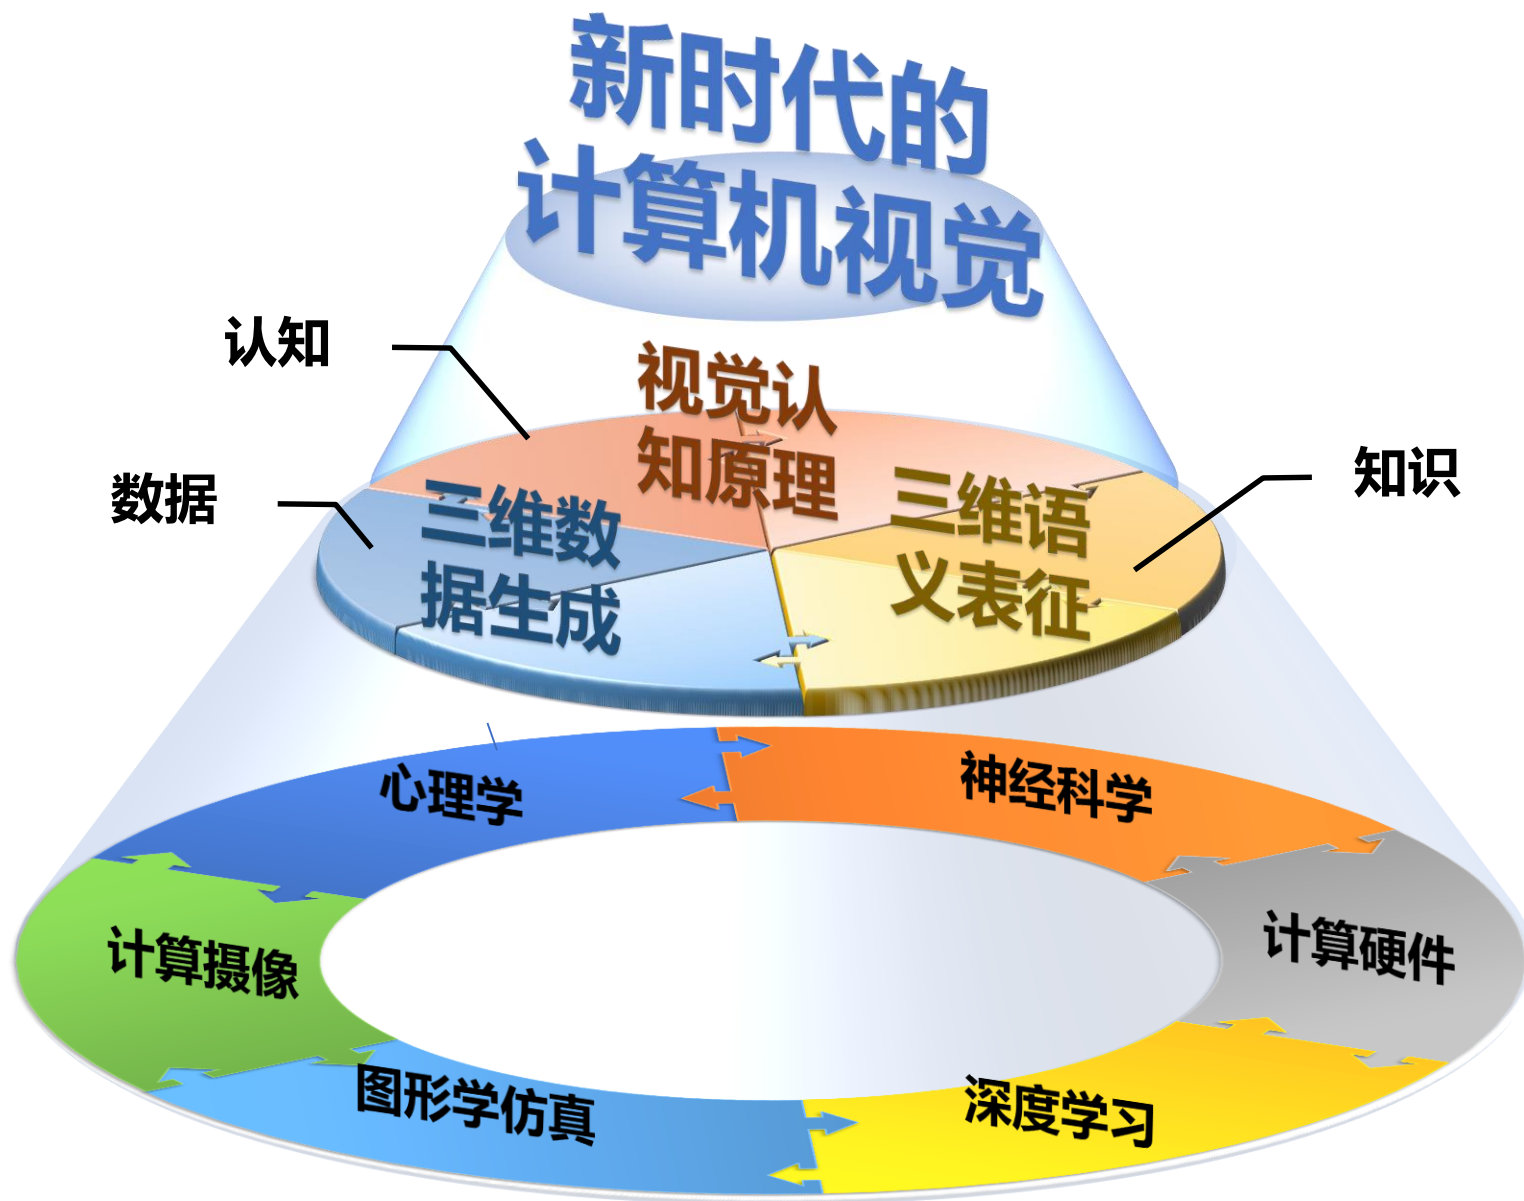 新时代的
计算机视觉
认知
视觉认
知原理
数据
三维数
据生成
三维语
义表征
知识
心理学
神经科学
计算摄像
计算硬件
图形学仿真
深度学习